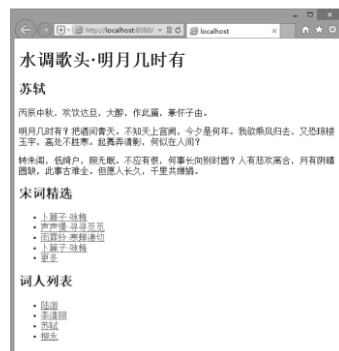 http://localhost:8080/
localhost
水调歌头·明月几时有
苏轼
丙辰中秋,欢饮达旦,大醉,作此篇,兼怀子由。
明月几时有?把酒问青天。不知天上宫阙,今夕是何年。我欲乘风归去,又恐琼楼
玉宇,高处不胜寒。起舞弄清影,何似在人间?
转朱阁,低绮户,照无眠。不应有恨,何事长向别时圆?人有悲欢离合,月有阴晴
圆缺,此事古难全。但愿人长久,千里共婵娟。
宋词精选
卜算子·咏梅
声声慢·寻寻觅觅
雨霖铃·寒蝉凄切
卜算子·咏梅
更多
词人列表
陆游
李清照
苏轼
柳永